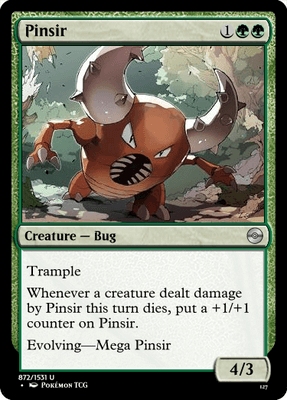 Pinsir 1
Creature — Bug
Trample
Whenever a creature dealt damage
by Pinsir this turn dies, put a +1/+1
counter on Pinsir.
Evolving—Mega Pinsir
4/3
872/1531 U
• Pokémon TCG
127